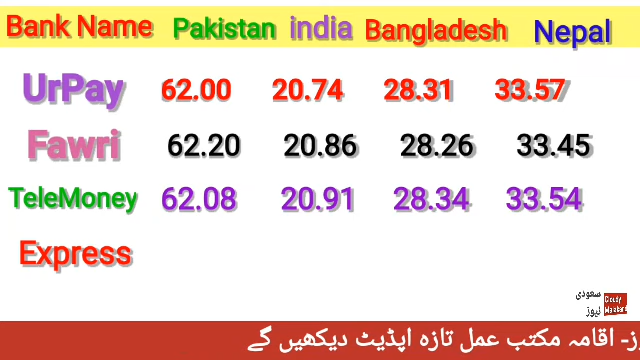 Bank Name Pakistan india Bangladesh Nepal
UrPay 62.00 20.74 28.31 33.57
Fawri 62.20 20.86 28.26 33.45
TeleMoney 62.08 20.91 28.34 33.54
Express
سعودی
نیوز
ز- اقامہ مکتب عمل تازہ اپڈیٹ دیکھیں گے